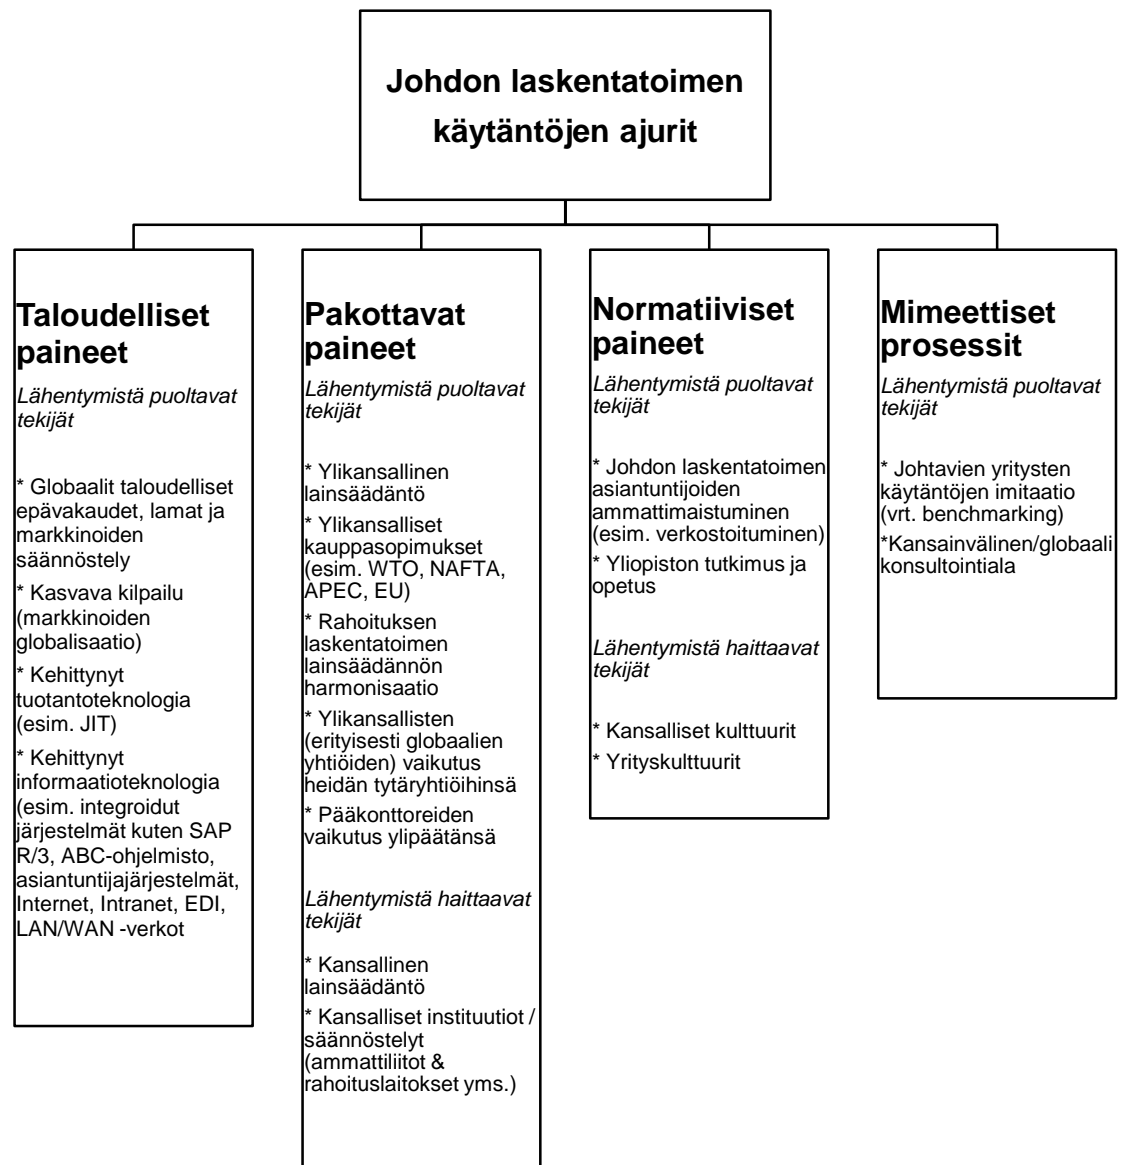 Johdon laskentatoimen
käytäntöjen ajurit
Taloudelliset
paineet
Lähentymistä puoltavat
tekijät
* Globaalit taloudelliset
epävakaudet, lamat ja
markkinoiden
säännöstely
* Kasvava kilpailu
(markkinoiden
globalisaatio)
* Kehittynyt
tuotantoteknologia
(esim. JIT)
* Kehittynyt
informaatioteknologia
(esim. integroidut
järjestelmät kuten SAP
R/3, ABC-ohjelmisto,
asiantuntijajärjestelmät,
Internet, Intranet, EDI,
LAN/WAN -verkot
Pakottavat
paineet
Lähentymistä puoltavat
tekijät
* Ylikansallinen
lainsäädäntö
* Ylikansalliset
kauppasopimukset
(esim. WTO, NAFTA,
APEC, EU)
* Rahoituksen
laskentatoimen
lainsäädännön
harmonisaatio
* Ylikansallisten
(erityisesti globaalien
yhtiöiden) vaikutus
heidän tytäryhtiöihinsä
* Pääkonttoreiden
vaikutus ylipäätänsä
Lähentymistä haittaavat
tekijät
* Kansallinen
lainsäädäntö
* Kansalliset instituutiot /
säännöstelyt
(ammattiliitot &
rahoituslaitokset yms.)
Normatiiviset
paineet
Lähentymistä puoltavat
tekijät
* Johdon laskentatoimen
asiantuntijoiden
ammattimaistuminen
(esim. verkostoituminen)
* Yliopiston tutkimus ja
opetus
Lähentymistä haittaavat
tekijät
* Kansalliset kulttuurit
* Yrityskulttuurit
Mimeettiset
prosessit
Lähentymistä puoltavat
tekijät
* Johtavien yritysten
käytäntöjen imitaatio
(vrt. benchmarking)
*Kansainvälinen/globaali
konsultointiala